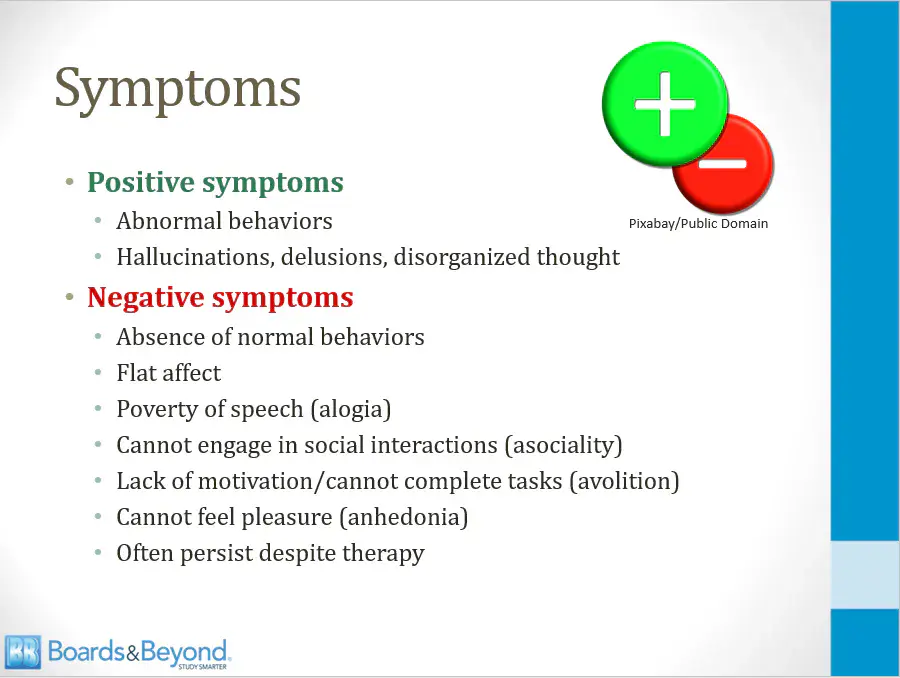 Symptoms
Pixabay/Public Domain
• Positive symptoms
• Abnormal behaviors
• Hallucinations, delusions, disorganized thought
• Negative symptoms
• Absence of normal behaviors
• Flat affect
• Poverty of speech (alogia)
• Cannot engage in social interactions (asociality)
• Lack of motivation/cannot complete tasks (avolition)
• Cannot feel pleasure (anhedonia)
• Often persist despite therapy
BB Boards&Beyond.
STUDY SMARTER